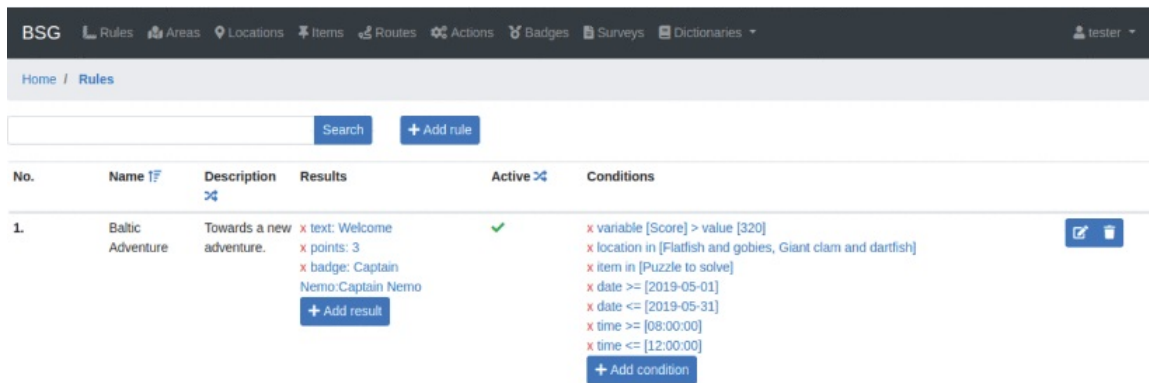 BSG Rules Areas Locations Items Routes Actions Badges Surveys Dictionaries tester
Home / Rules
Search + Add rule
No. Name Description Results Active Conditions
1. Baltic Adventure
Towards a new adventure.
x text: Welcome
x points: 3
x badge: Captain
Nemo:Captain Nemo
+ Add result
x variable [Score] > value [320]
x location in [Flatfish and gobies, Giant clam and dartfish]
x item in [Puzzle to solve]
x date >= [2019-05-01]
x date <= [2019-05-31]
x time >= [08:00:00]
x time <= [12:00:00]
+ Add condition